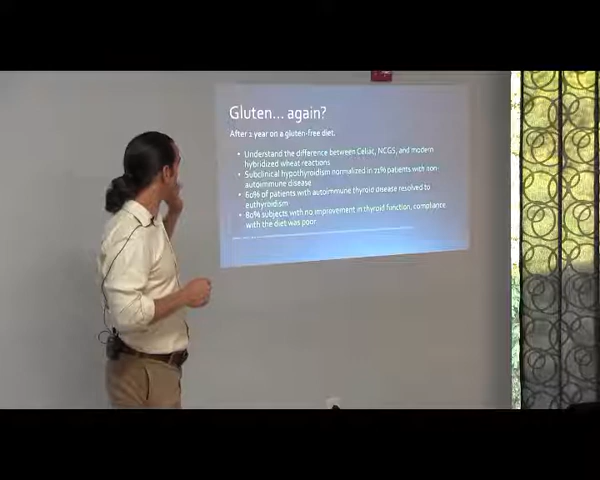 Gluten... again?
After 1 year on a gluten-free diet.
• Understand the difference between Celiac, NCGS, and modern
hybridized wheat reactions
• Subclinical hypothyroidism normalized in 71% patients with non-
autoimmune disease
• 60% of patients with autoimmune thyroid disease resolved to
euthyroidism
• 80% subjects with no improvement in thyroid function, compliance
with the diet was poor.